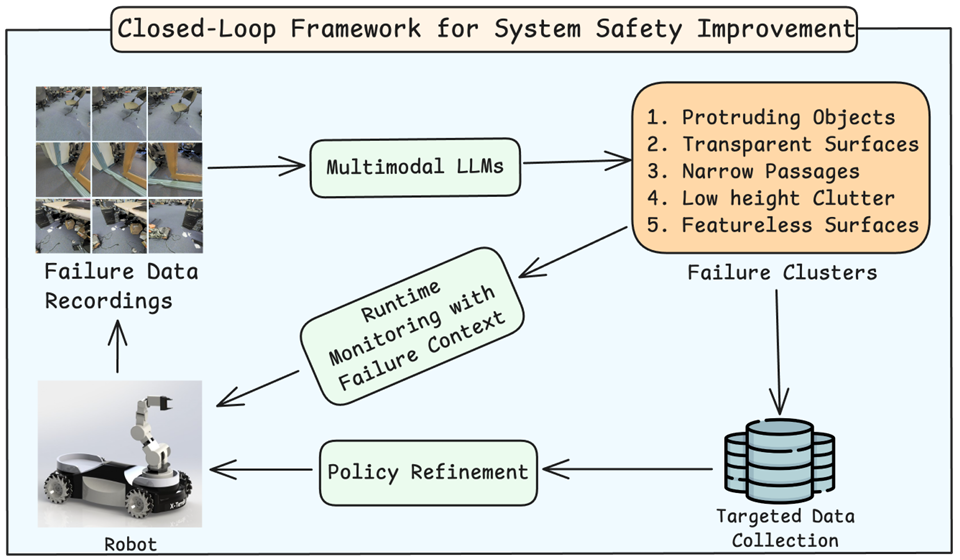 Closed-Loop Framework for System Safety Improvement
Multimodal LLMs
1. Protruding Objects
2. Transparent Surfaces
3. Narrow Passages
4. Low height Clutter
5. Featureless Surfaces
Failure Data
Recordings
Failure Clusters
Runtime
Monitoring with
Failure Context
Policy Refinement
Targeted Data
Collection
Robot